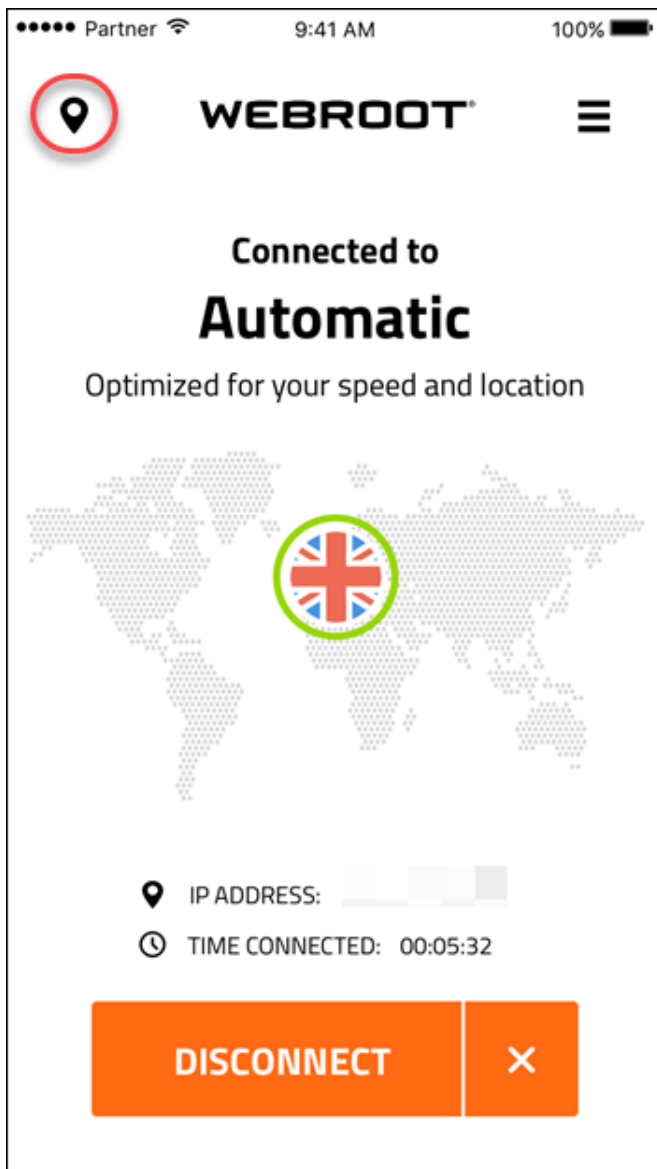 Partner 9:41 AM 100%
WEBROOT®
Connected to
Automatic
Optimized for your speed and location
IP ADDRESS:
TIME CONNECTED: 00:05:32
DISCONNECT